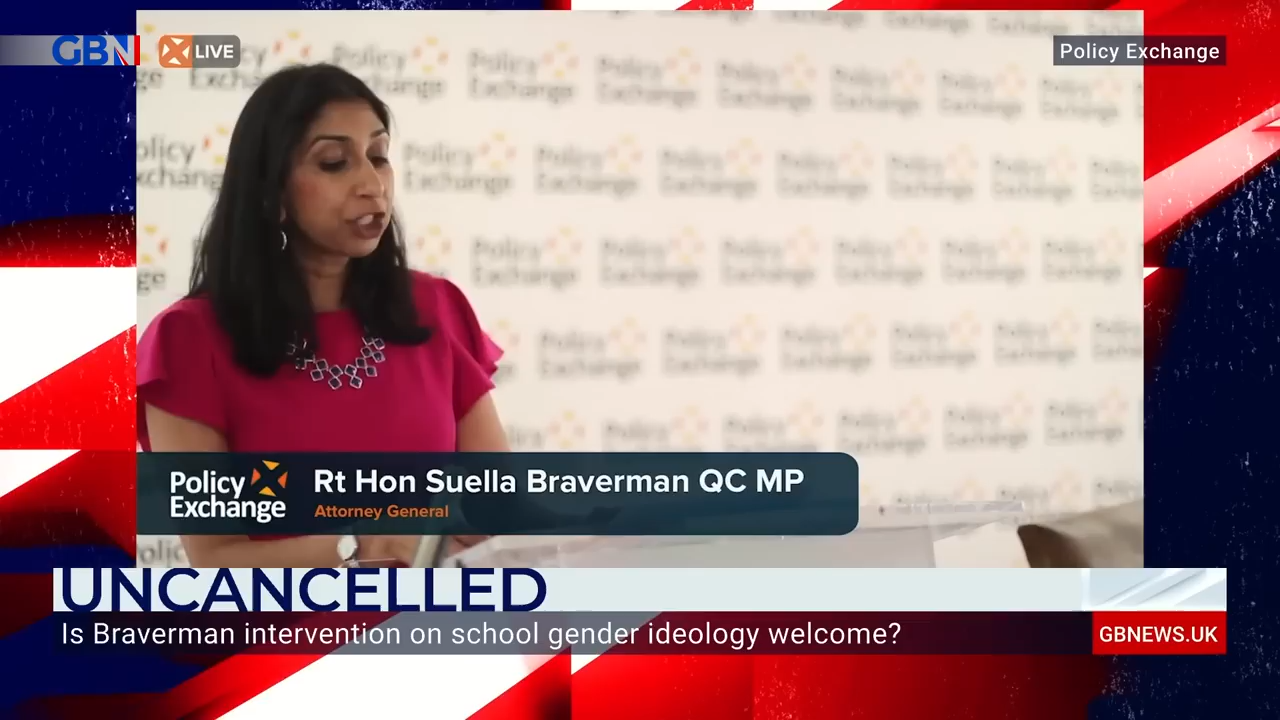 GBN
LIVE
Policy Exchange
Policy
Exchange
Rt Hon Suella Braverman QC MP
Attorney General
UNCANCELLED
Is Braverman intervention on school gender ideology welcome?
GBNEWS.UK